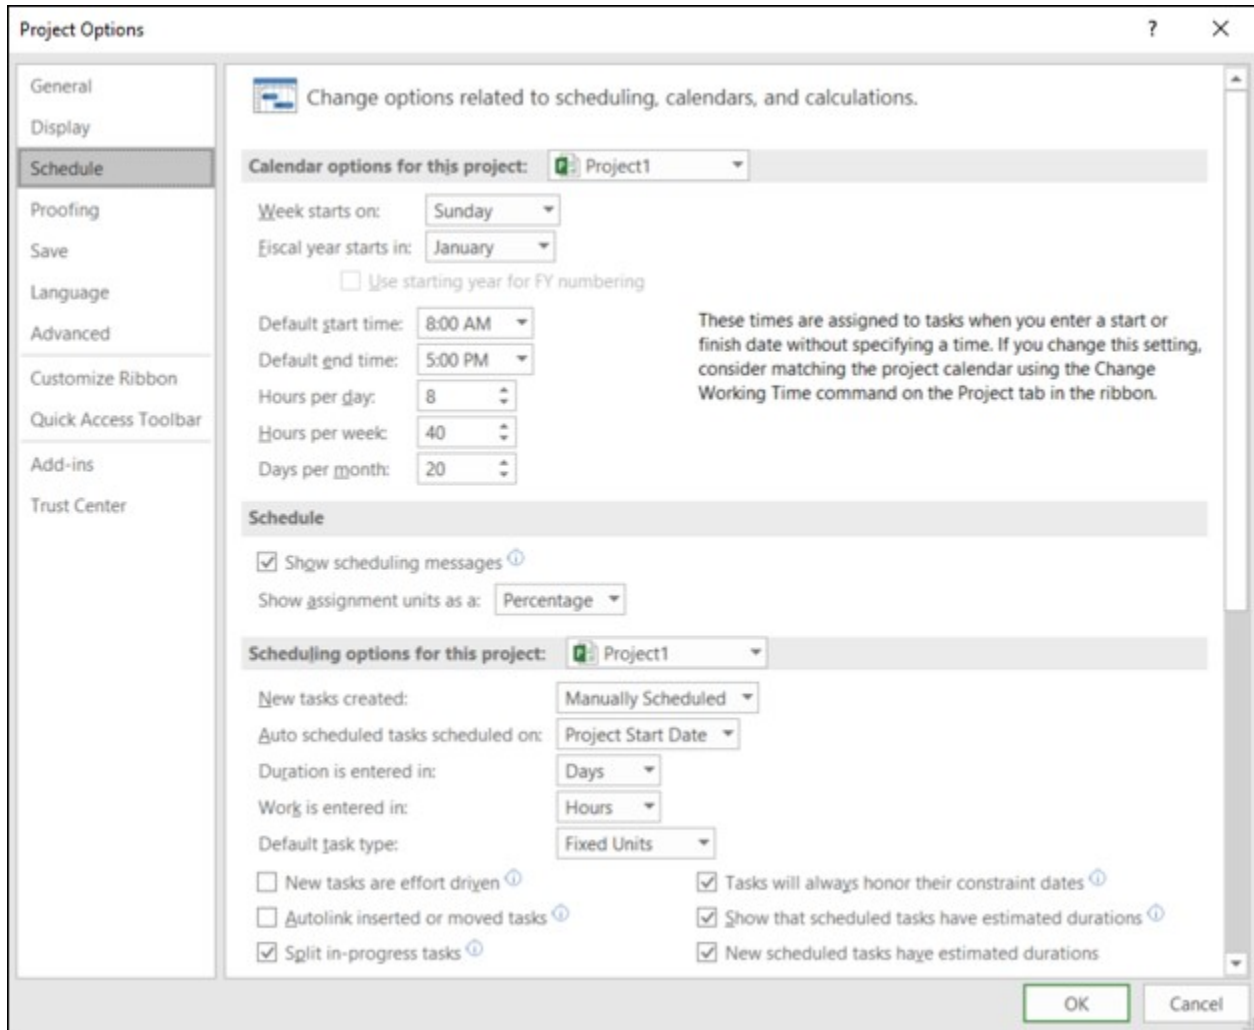 Project Options
?
General
Display
Schedule
Proofing
Save
Language
Advanced
Customize Ribbon
Quick Access Toolbar
Add-ins
Trust Center
Change options related to scheduling, calendars, and calculations.
Calendar options for this project: Project1
Week starts on: Sunday
Fiscal year starts in: January
Use starting year for FY numbering
Default start time: 8:00 AM
Default end time: 5:00 PM
Hours per day: 8
Hours per week: 40
Days per month: 20
These times are assigned to tasks when you enter a start or
finish date without specifying a time. If you change this setting,
consider matching the project calendar using the Change
Working Time command on the Project tab in the ribbon.
Schedule
Show scheduling messages
Show assignment units as a: Percentage
Scheduling options for this project: Project1
New tasks created: Manually Scheduled
Auto scheduled tasks scheduled on: Project Start Date
Duration is entered in: Days
Work is entered in: Hours
Default task type: Fixed Units
New tasks are effort driven
Autolink inserted or moved tasks
Split in-progress tasks
Tasks will always honor their constraint dates
Show that scheduled tasks have estimated durations
New scheduled tasks have estimated durations
OK
Cancel